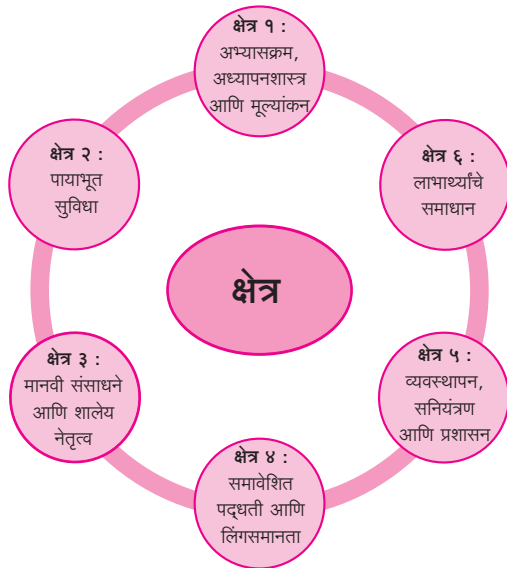 क्षेत्र १ :
अभ्यासक्रम,
अध्यापनशास्त्र
आणि मूल्यांकन
क्षेत्र २ :
पायाभूत
सुविधा
क्षेत्र ३ :
मानवी संसाधने
आणि शालेय
नेतृत्व
क्षेत्र ४ :
समावेशित
पद्धती आणि
लिंगसमानता
क्षेत्र ५ :
व्यवस्थापन,
सनियंत्रण
आणि प्रशासन
क्षेत्र ६ :
लाभार्थ्यांचे
समाधान
क्षेत्र